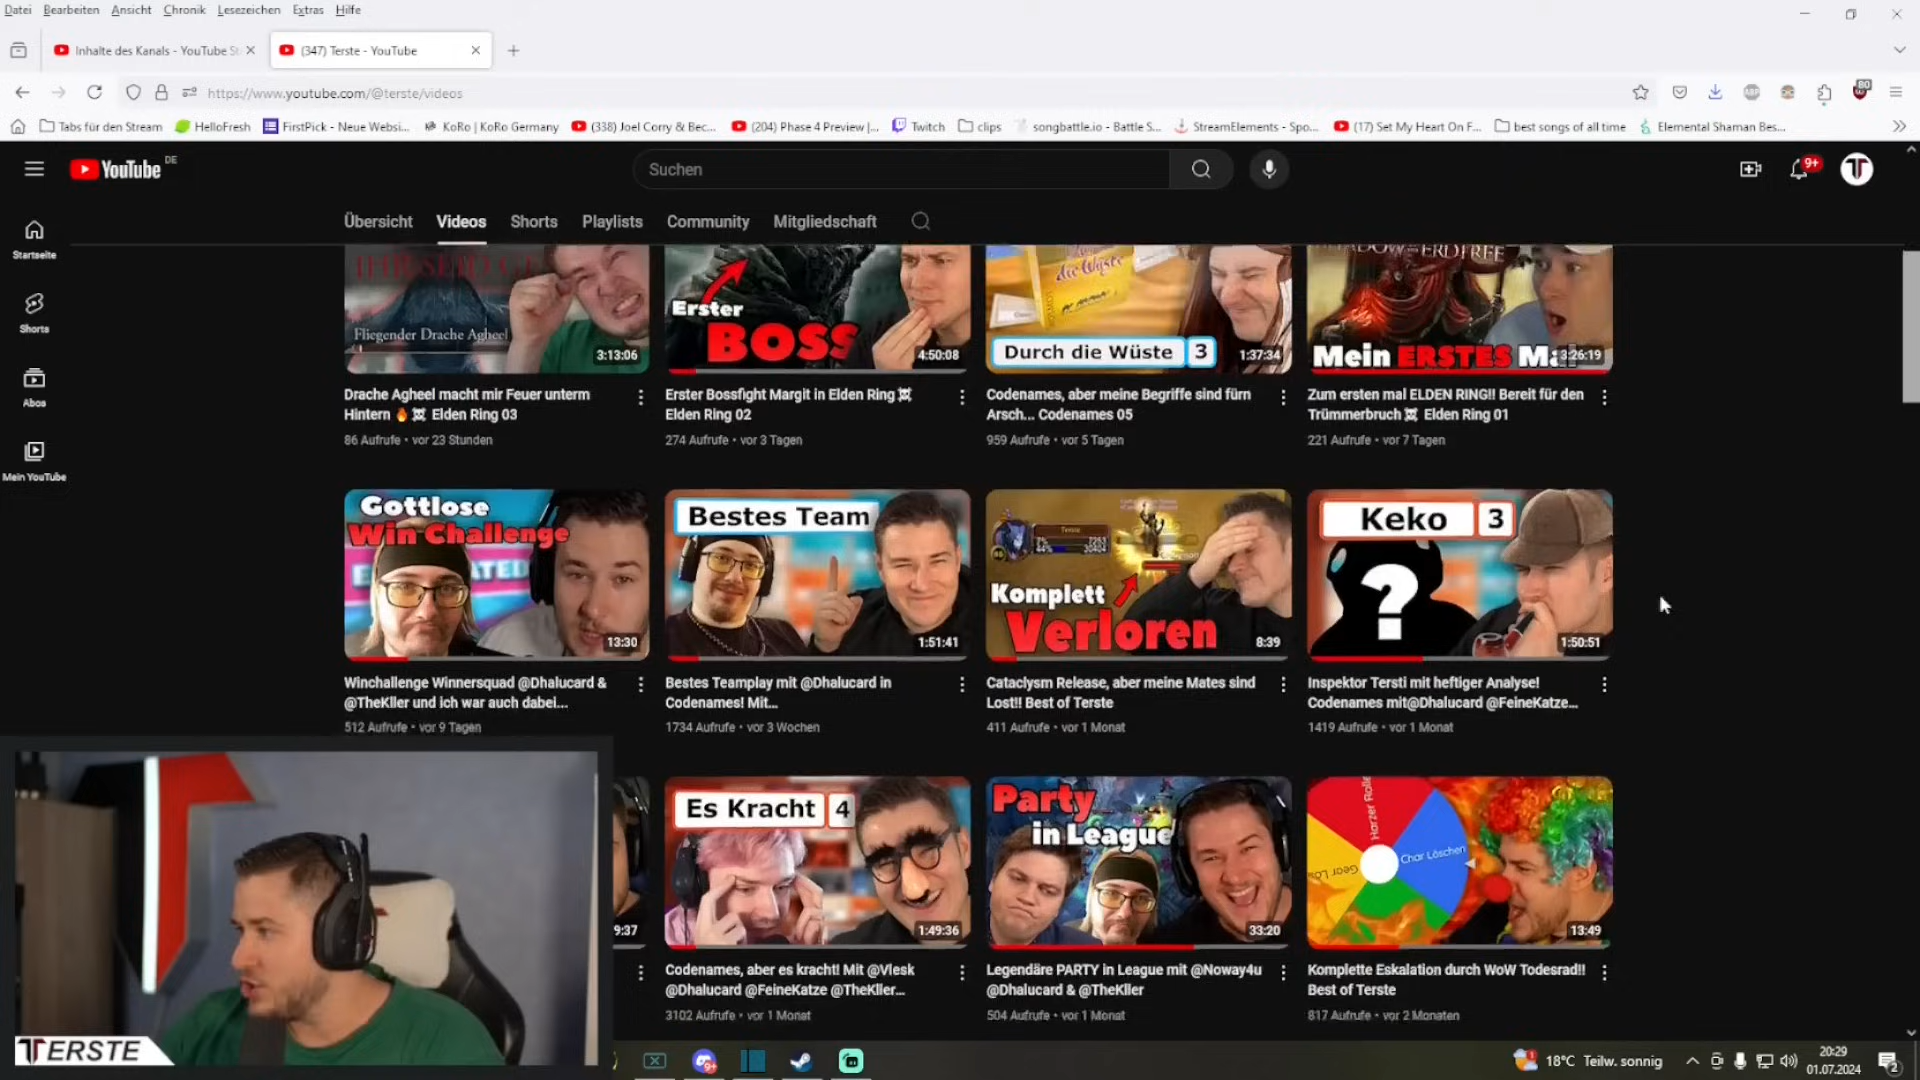 Datei Bearbeiten Ansicht Chronik Lesezeichen Extras Hilfe
Inhalte des Kanals - YouTube St
(347) Terste - YouTube
https://www.youtube.com/@terste/videos
Tabs für den Stream HelloFresh FirstPick - Neue Websi... KoRo | KoRo Germany (338) Joel Corry & Bec... (204) Phase 4 Preview |... Twitch clips songbattle.io - Battle S... StreamElements - Spo... (17) Set My Heart On F... best songs of all time Elemental Shaman Bes...
YouTube DE
Suchen
9+
Übersicht Videos Shorts Playlists Community Mitgliedschaft
Startseite
Shorts
Abos
Mein YouTube
Fliegender Drache Agheel
3:13:06
Erster
BOSS
4:50:08
die Wüste
Durch die Wüste 3
1:37:34
Mein ERSTES Ma
3:26:19
Drache Agheel macht mir Feuer unterm
Hintern 🔥☠ Elden Ring 03
86 Aufrufe • vor 23 Stunden
Erster Bossfight Margit in Elden Ring ☠
Elden Ring 02
274 Aufrufe • vor 3 Tagen
Codenames, aber meine Begriffe sind fürn
Arsch... Codenames 05
959 Aufrufe • vor 5 Tagen
Zum ersten mal ELDEN RING!! Bereit für den
Trümmerbruch ☠ Elden Ring 01
221 Aufrufe • vor 7 Tagen
Gottlose
Win Challenge
13:30
Bestes Team
1:51:41
Terste
7% 7253
44% 30404
Komplett
Verloren
8:39
Keko 3
?
1:50:51
Winchallenge Winnersquad @Dhalucard &
@TheKller und ich war auch dabei...
512 Aufrufe • vor 9 Tagen
Bestes Teamplay mit @Dhalucard in
Codenames! Mit...
1734 Aufrufe • vor 3 Wochen
Cataclysm Release, aber meine Mates sind
Lost!! Best of Terste
411 Aufrufe • vor 1 Monat
Inspektor Tersti mit heftiger Analyse!
Codenames mit@Dhalucard @FeineKatze...
1419 Aufrufe • vor 1 Monat
9:37
Es Kracht 4
1:49:36
Party
in League
33:20
Char Löschen
13:49
Codenames, aber es kracht! Mit @Vlesk
@Dhalucard @FeineKatze @TheKller...
3102 Aufrufe • vor 1 Monat
Legendäre PARTY in League mit @Noway4u
@Dhalucard & @TheKller
504 Aufrufe • vor 1 Monat
Komplette Eskalation durch WoW Todesrad!!
Best of Terste
817 Aufrufe • vor 2 Monaten
TERSTE
18°C Teilw. sonnig
20:29
01.07.2024